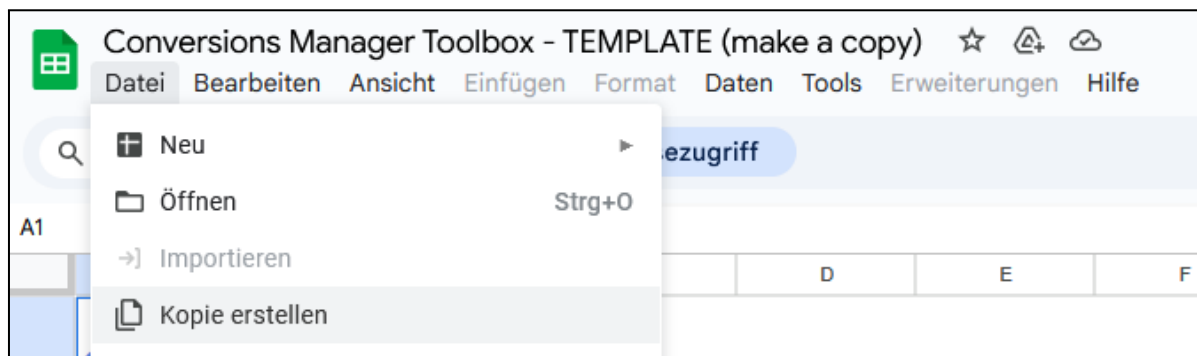 Conversions Manager Toolbox - TEMPLATE (make a copy)
Datei Bearbeiten Ansicht Einfügen Format Daten Tools Erweiterungen Hilfe
Neu
Öffnen Strg+O
Importieren
Kopie erstellen
A1
D E F